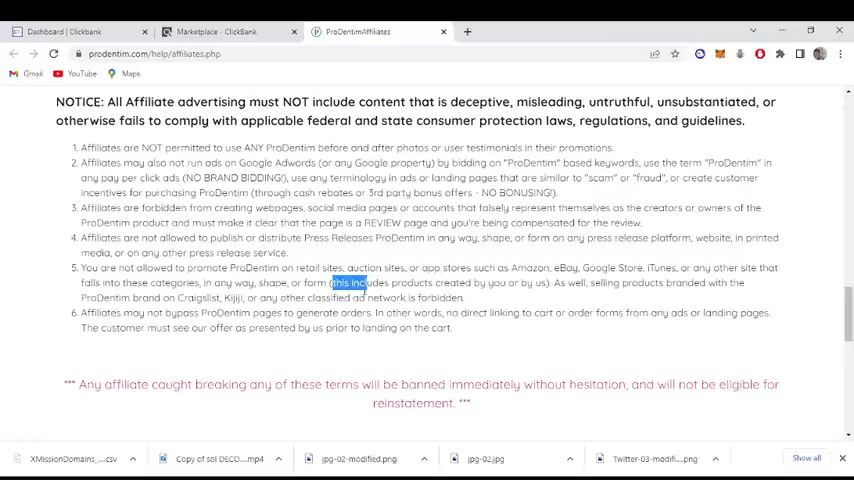 Dashboard | Clickbank
Marketplace - ClickBank
ProDentimAffiliates
prodentim.com/help/affiliates.php
Gmail
YouTube
Maps
NOTICE: All Affiliate advertising must NOT include content that is deceptive, misleading, untruthful, unsubstantiated, or
otherwise fails to comply with applicable federal and state consumer protection laws, regulations, and guidelines.
1. Affiliates are NOT permitted to use ANY ProDentim before and after photos or user testimonials in their promotions.
2. Affiliates may also not run ads on Google Adwords (or any Google property) by bidding on "ProDentim" based keywords, use the term "ProDentim" in
any pay per click ads (NO BRAND BIDDING!), use any terminology in ads or landing pages that are similar to "scam" or "fraud", or create customer
incentives for purchasing ProDentim (through cash rebates or 3rd party bonus offers - NO BONUSING!).
3. Affiliates are forbidden from creating webpages, social media pages or accounts that falsely represent themselves as the creators or owners of the
ProDentim product and must make it clear that the page is a REVIEW page and you're being compensated for the review.
4. Affiliates are not allowed to publish or distribute Press Releases ProDentim in any way, shape, or form on any press release platform, website, in printed
media, or on any other press release service.
5. You are not allowed to promote ProDentim on retail sites, auction sites, or app stores such as Amazon, eBay, Google Store, iTunes, or any other site that
falls into these categories, in any way, shape, or form (this includes products created by you or by us). As well, selling products branded with the
ProDentim brand on Craigslist, Kijiji, or any other classified ad network is forbidden.
6. Affiliates may not bypass ProDentim pages to generate orders. In other words, no direct linking to cart or order forms from any ads or landing pages.
The customer must see our offer as presented by us prior to landing on the cart.
*** Any affiliate caught breaking any of these terms will be banned immediately without hesitation, and will not be eligible for
reinstatement. ***
XMissionDomains_....csv
Copy of sol DECO....mp4
jpg-02-modified.png
jpg-02.jpg
Twitter-03-modifi....png
Show all